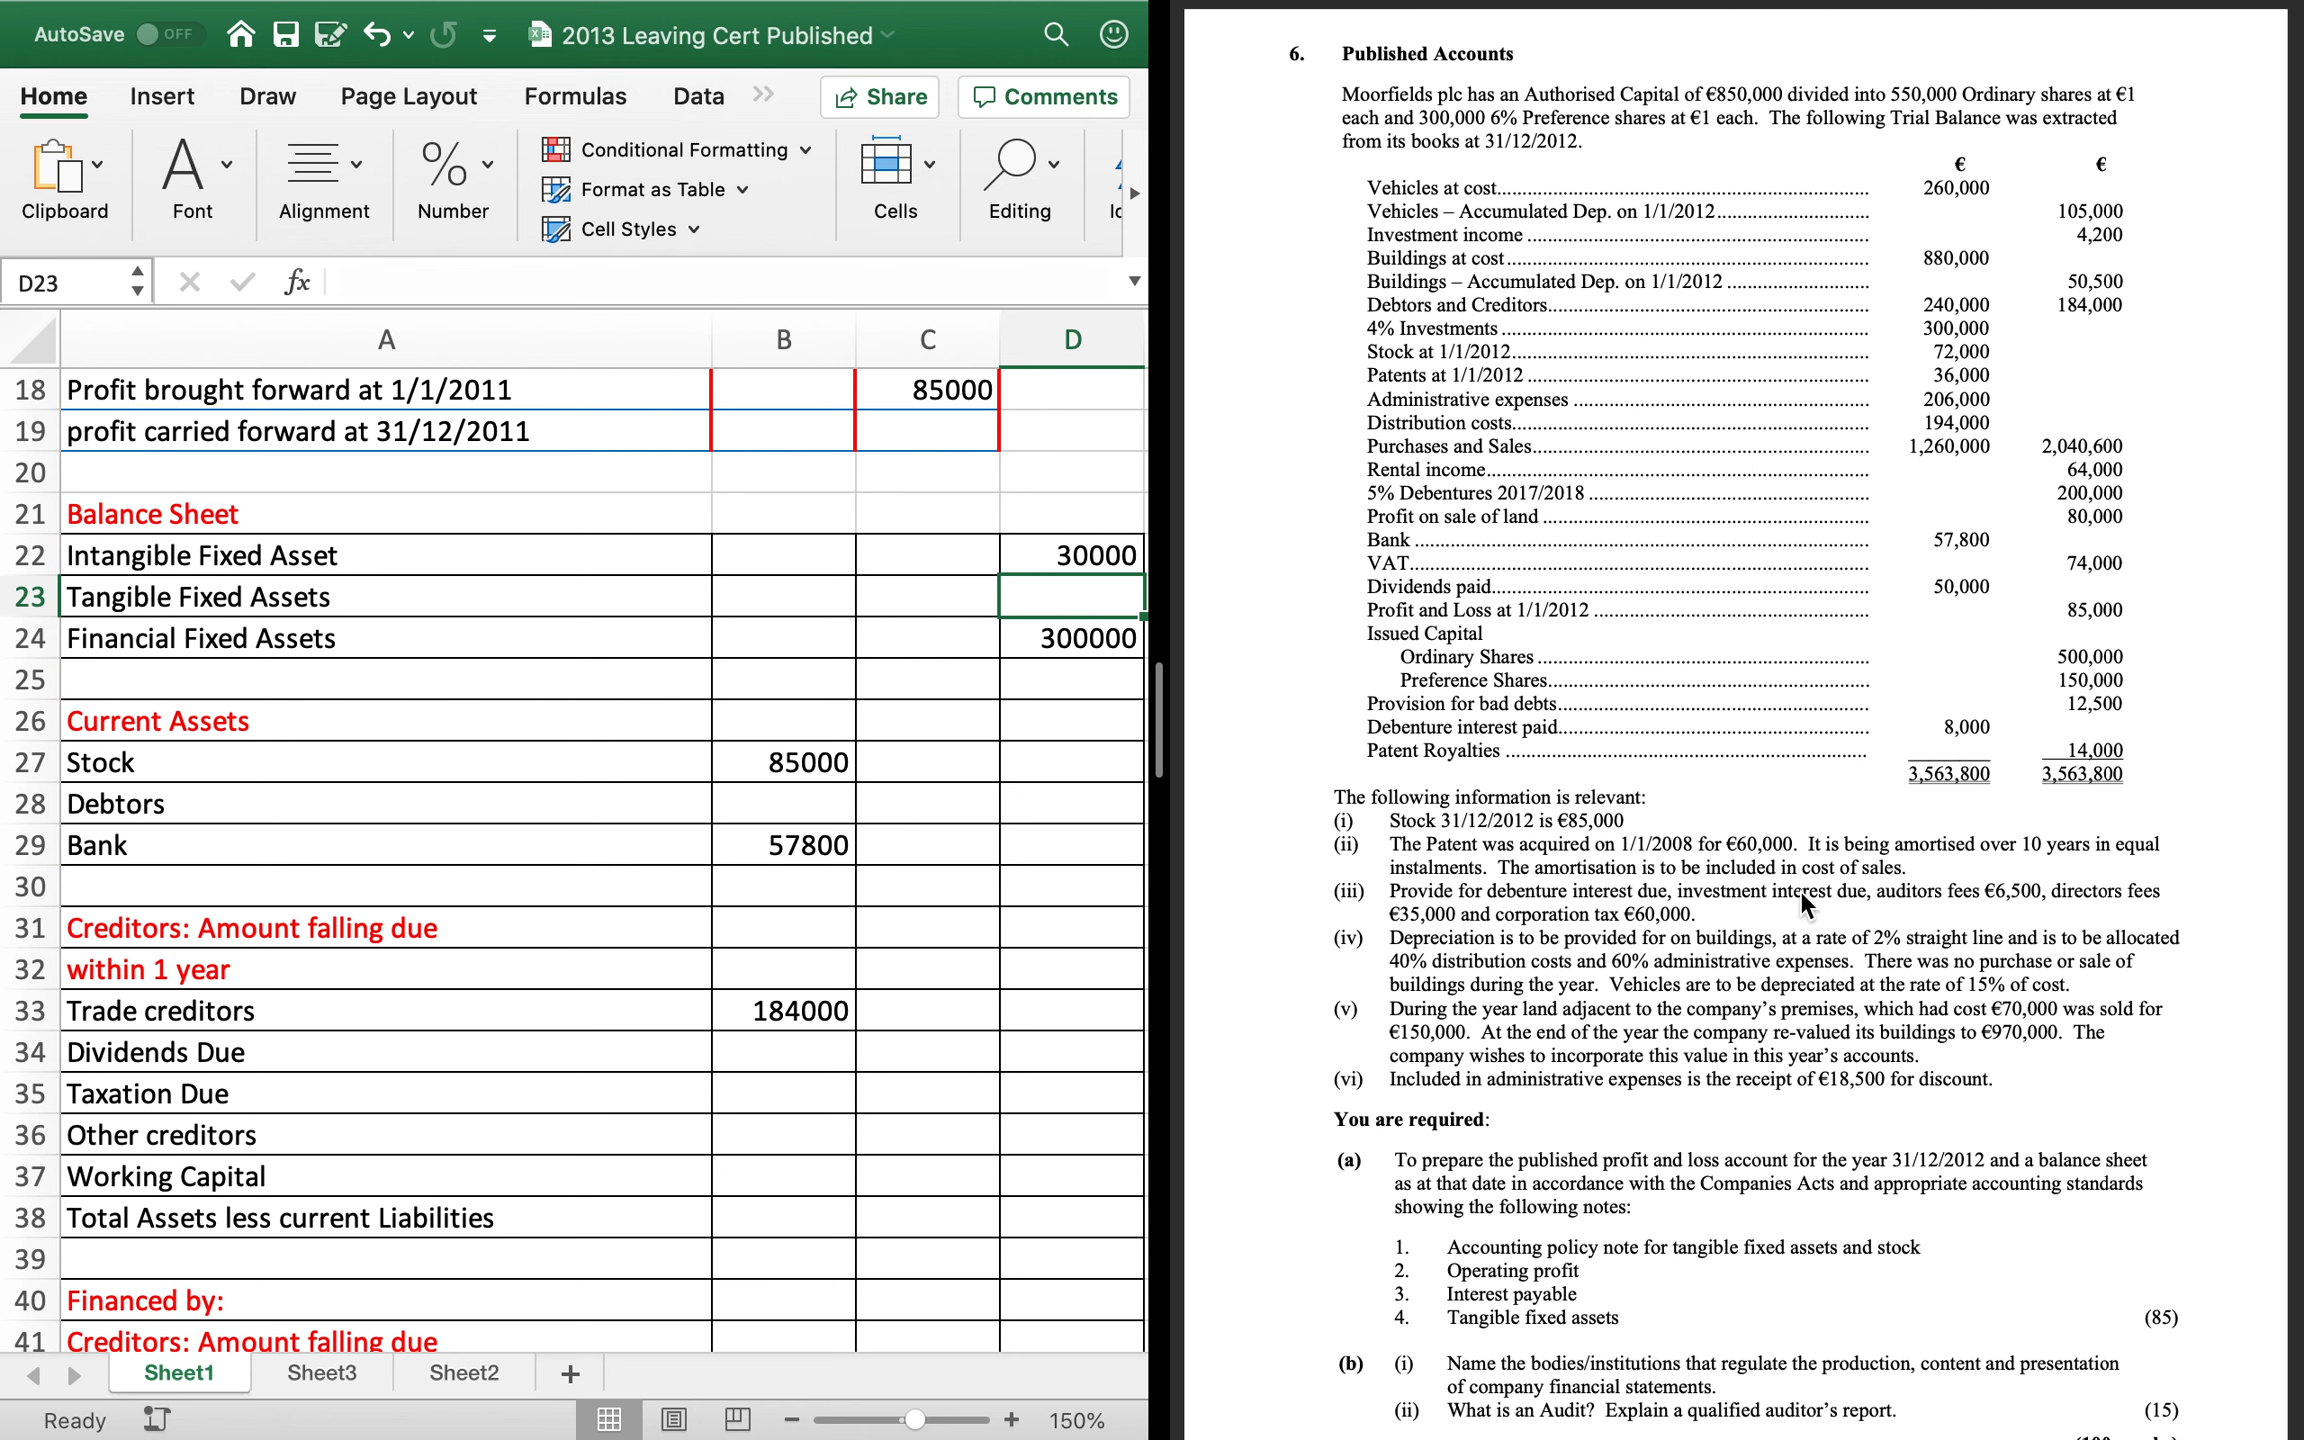 AutoSave OFF 2013 Leaving Cert Published
Home Insert Draw Page Layout Formulas Data Share Comments
Clipboard Font Alignment Number Conditional Formatting Format as Table Cell Styles Cells Editing
D23 fx
A B C D
18 Profit brought forward at 1/1/2011 85000
19 profit carried forward at 31/12/2011
20
21 Balance Sheet
22 Intangible Fixed Asset 30000
23 Tangible Fixed Assets
24 Financial Fixed Assets 300000
25
26 Current Assets
27 Stock 85000
28 Debtors
29 Bank 57800
30
31 Creditors: Amount falling due
32 within 1 year
33 Trade creditors 184000
34 Dividends Due
35 Taxation Due
36 Other creditors
37 Working Capital
38 Total Assets less current Liabilities
39
40 Financed by:
41 Creditors: Amount falling due
Sheet1 Sheet3 Sheet2 +
Ready 150%
6. Published Accounts
Moorfields plc has an Authorised Capital of €850,000 divided into 550,000 Ordinary shares at €1
each and 300,000 6% Preference shares at €1 each. The following Trial Balance was extracted
from its books at 31/12/2012.
€ €
Vehicles at cost 260,000
Vehicles – Accumulated Dep. on 1/1/2012 105,000
Investment income 4,200
Buildings at cost 880,000
Buildings – Accumulated Dep. on 1/1/2012 50,500
Debtors and Creditors 240,000 184,000
4% Investments 300,000
Stock at 1/1/2012 72,000
Patents at 1/1/2012 36,000
Administrative expenses 206,000
Distribution costs 194,000
Purchases and Sales 1,260,000 2,040,600
Rental income 64,000
5% Debentures 2017/2018 200,000
Profit on sale of land 80,000
Bank 57,800
VAT 74,000
Dividends paid 50,000
Profit and Loss at 1/1/2012 85,000
Issued Capital
Ordinary Shares 500,000
Preference Shares 150,000
Provision for bad debts 12,500
Debenture interest paid 8,000
Patent Royalties 14,000
3,563,800 3,563,800
The following information is relevant:
(i) Stock 31/12/2012 is €85,000
(ii) The Patent was acquired on 1/1/2008 for €60,000. It is being amortised over 10 years in equal
instalments. The amortisation is to be included in cost of sales.
(iii) Provide for debenture interest due, investment interest due, auditors fees €6,500, directors fees
€35,000 and corporation tax €60,000.
(iv) Depreciation is to be provided for on buildings, at a rate of 2% straight line and is to be allocated
40% distribution costs and 60% administrative expenses. There was no purchase or sale of
buildings during the year. Vehicles are to be depreciated at the rate of 15% of cost.
(v) During the year land adjacent to the company's premises, which had cost €70,000 was sold for
€150,000. At the end of the year the company re-valued its buildings to €970,000. The
company wishes to incorporate this value in this year's accounts.
(vi) Included in administrative expenses is the receipt of €18,500 for discount.
You are required:
(a) To prepare the published profit and loss account for the year 31/12/2012 and a balance sheet
as at that date in accordance with the Companies Acts and appropriate accounting standards
showing the following notes:
1. Accounting policy note for tangible fixed assets and stock
2. Operating profit
3. Interest payable
4. Tangible fixed assets (85)
(b) (i) Name the bodies/institutions that regulate the production, content and presentation
of company financial statements.
(ii) What is an Audit? Explain a qualified auditor's report. (15)